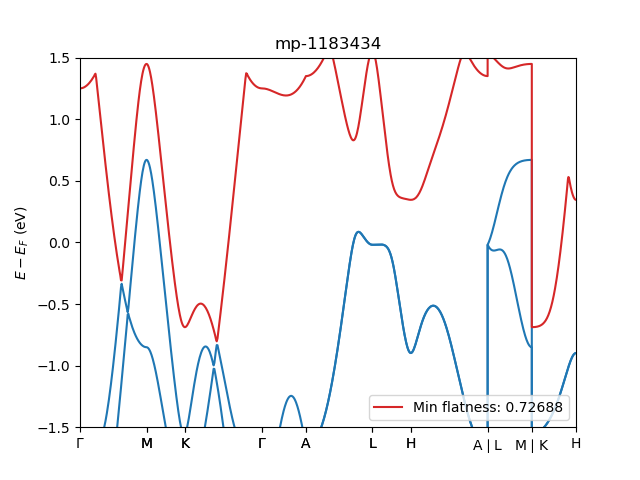 mp-1183434
E − E_F (eV)
1.5
1.0
0.5
0.0
−0.5
−1.0
−1.5
Min flatness: 0.72688
Γ M K Γ A L H A | L M | K H